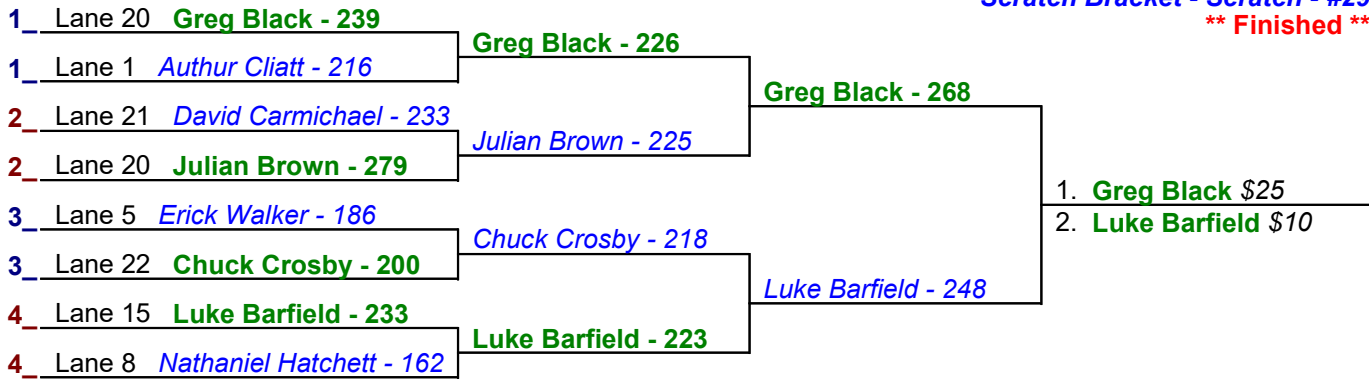 Scratch Bracket - Scratch - #29
** Finished **
1_ Lane 20 Greg Black - 239
1_ Lane 1 Authur Cliatt - 216
2_ Lane 21 David Carmichael - 233
2_ Lane 20 Julian Brown - 279
3_ Lane 5 Erick Walker - 186
3_ Lane 22 Chuck Crosby - 200
4_ Lane 15 Luke Barfield - 233
4_ Lane 8 Nathaniel Hatchett - 162
Greg Black - 226
Julian Brown - 225
Chuck Crosby - 218
Luke Barfield - 223
Greg Black - 268
Luke Barfield - 248
1. Greg Black $25
2. Luke Barfield $10